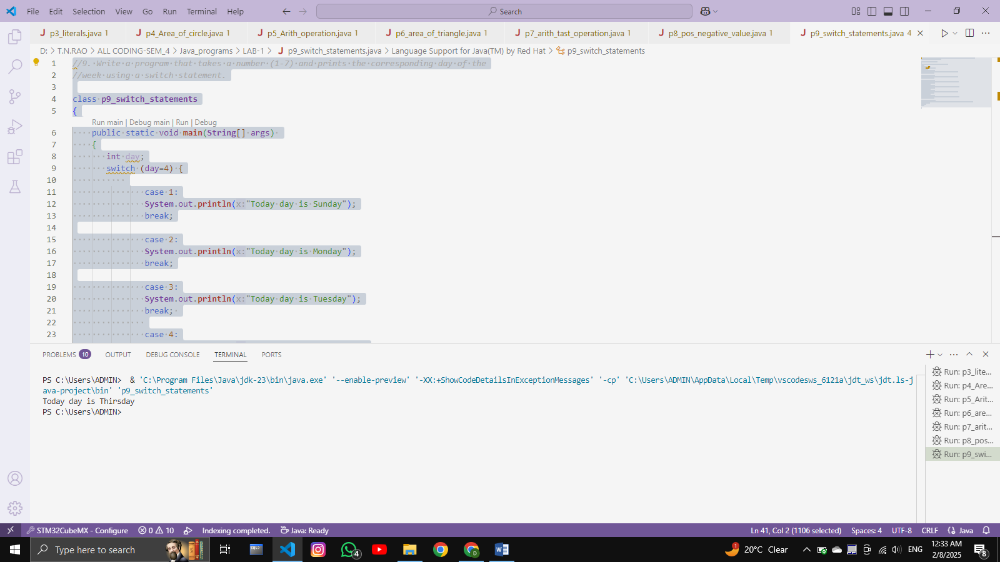 File Edit Selection View Go Run Terminal Help
Search
p3_literals.java 1
p4_Area_of_circle.java 1
p5_Arith_operation.java 1
p6_area_of_triangle.java 1
p7_arith_tast_operation.java 1
p8_pos_negative_value.java 1
p9_switch_statements.java 4
D: > T.N.RAO > ALL CODING-SEM_4 > Java_programs > LAB-1 > p9_switch_statements.java > Language Support for Java(TM) by Red Hat > p9_switch_statements
1 //9. Write a program that takes a number (1-7) and prints the corresponding day of the
2 //week using a switch statement.
3
4 class p9_switch_statements
5 {
Run main | Debug main | Run | Debug
6 public static void main(String[] args)
7 {
8 int day;
9 switch (day=4) {
10
11 case 1:
12 System.out.println(x:"Today day is Sunday");
13 break;
14
15 case 2:
16 System.out.println(x:"Today day is Monday");
17 break;
18
19 case 3:
20 System.out.println(x:"Today day is Tuesday");
21 break;
22
23 case 4:
PROBLEMS 10 OUTPUT DEBUG CONSOLE TERMINAL PORTS
PS C:\Users\ADMIN> & 'C:\Program Files\Java\jdk-23\bin\java.exe' '--enable-preview' '-XX:+ShowCodeDetailsInExceptionMessages' '-cp' 'C:\Users\ADMIN\AppData\Local\Temp\vscodesws_6121a\jdt_ws\jdt.ls-j
ava-project\bin' 'p9_switch_statements'
Today day is Thirsday
PS C:\Users\ADMIN>
Run: p3_lite...
Run: p4_Are...
Run: p5_Arit...
Run: p6_are...
Run: p7_arit...
Run: p8_pos...
Run: p9_swi...
STM32CubeMX - Configure 0 10 Indexing completed. Java: Ready
Ln 41, Col 2 (1106 selected) Spaces: 4 UTF-8 CRLF {} Java
Type here to search
SQL>
4
D
W
1
20°C Clear
ENG
12:33 AM
2/8/2025
8